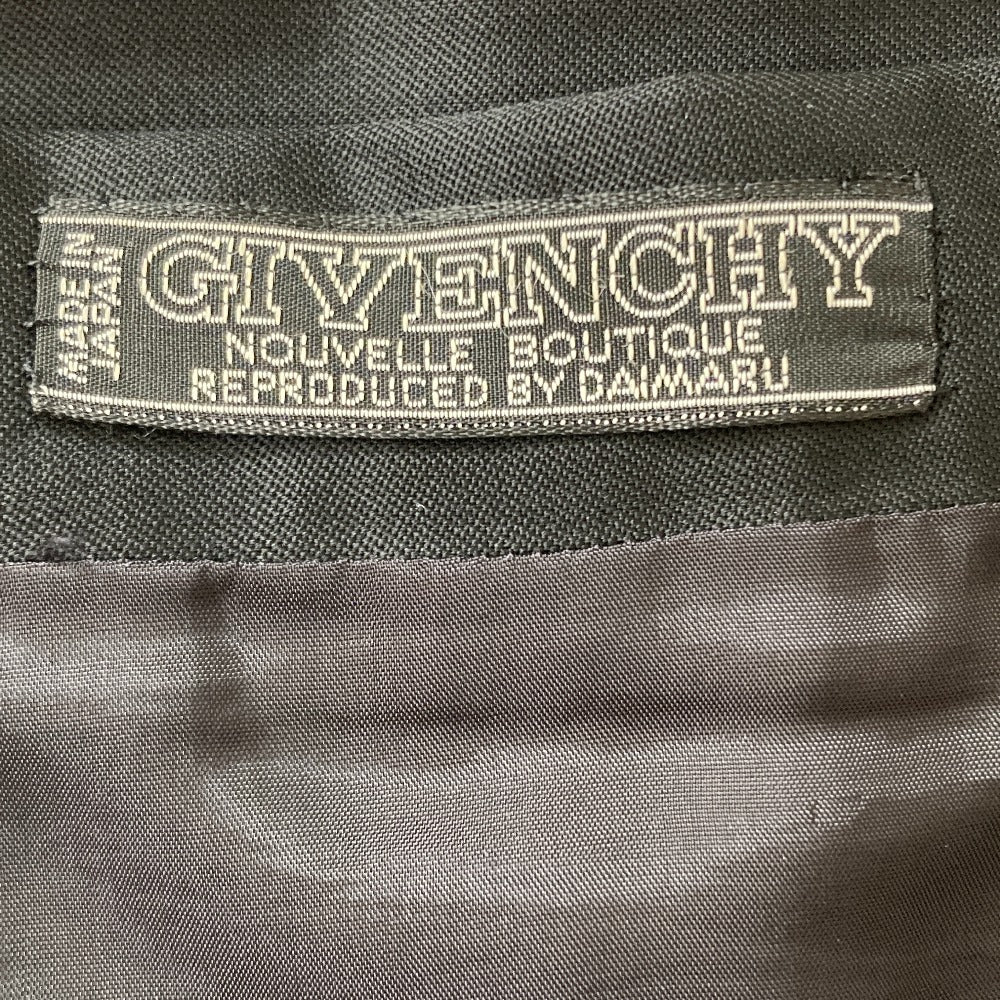 MADE IN
JAPAN
GIVENCHY
NOUVELLE BOUTIQUE
REPRODUCED BY DAIMARU